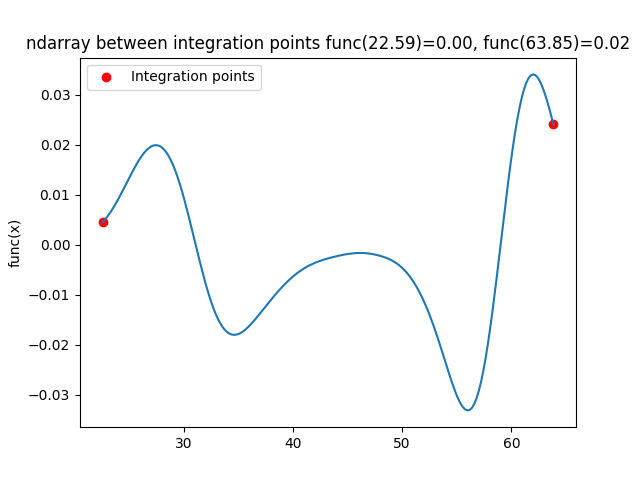 ndarray between integration points func(22.59)=0.00, func(63.85)=0.02
Integration points
0.03
0.02
0.01
0.00
−0.01
−0.02
−0.03
func(x)
30 40 50 60